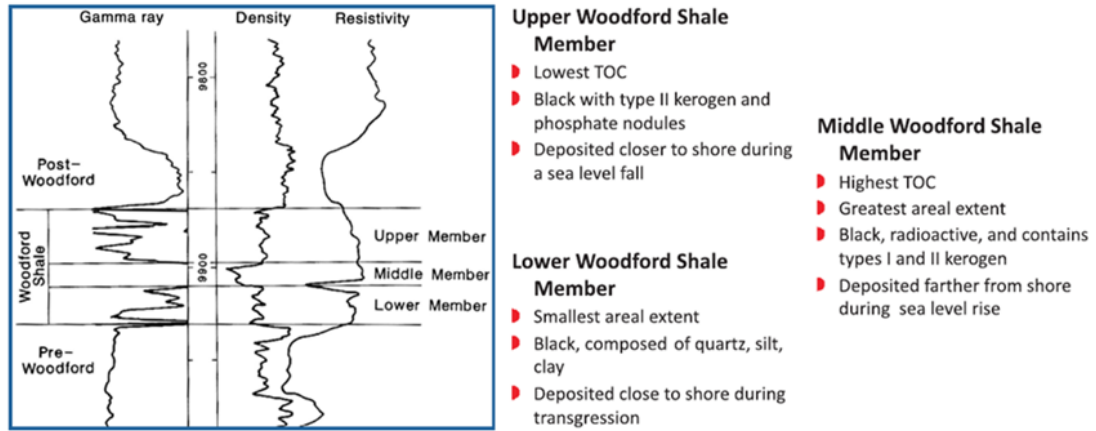 Gamma ray
Density
Resistivity
9800
Post–
Woodford
Woodford
Shale
Upper Member
9900
Middle Member
Lower Member
Pre–
Woodford
Upper Woodford Shale
Member
Lowest TOC
Black with type II kerogen and
phosphate nodules
Deposited closer to shore during
a sea level fall
Lower Woodford Shale
Member
Smallest areal extent
Black, composed of quartz, silt,
clay
Deposited close to shore during
transgression
Middle Woodford Shale
Member
Highest TOC
Greatest areal extent
Black, radioactive, and contains
types I and II kerogen
Deposited farther from shore
during sea level rise